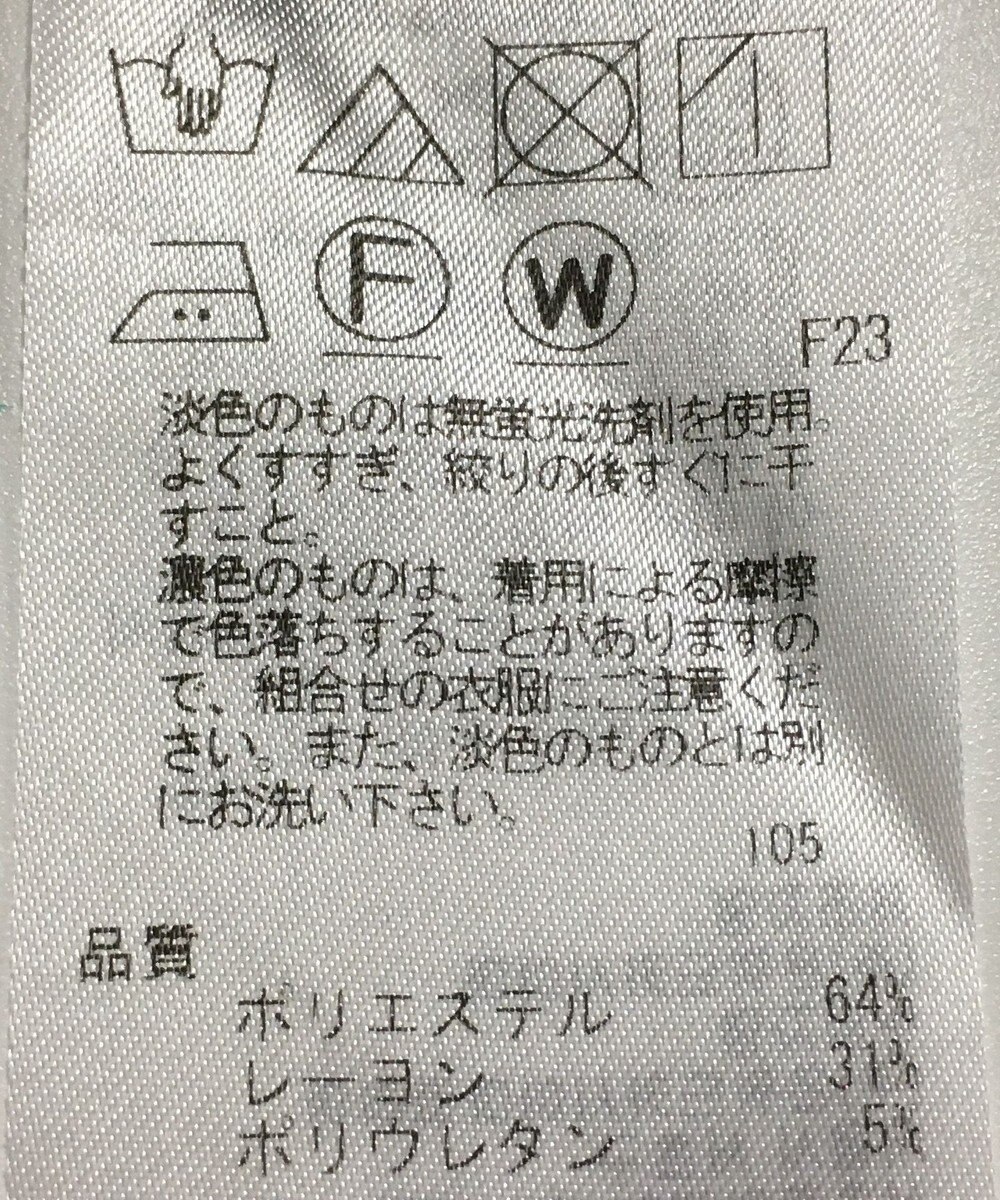 F
W
F23
淡色のものは無蛍光洗剤を使用。
よくすすぎ、絞りの後すぐに干
すこと。
濃色のものは、着用による摩擦
で色落ちすることがありますの
で、組合せの衣服にご注意くだ
さい。また、淡色のものとは別
にお洗い下さい。
105
品質
ポリエステル 64%
レーヨン 31%
ポリウレタン 5%